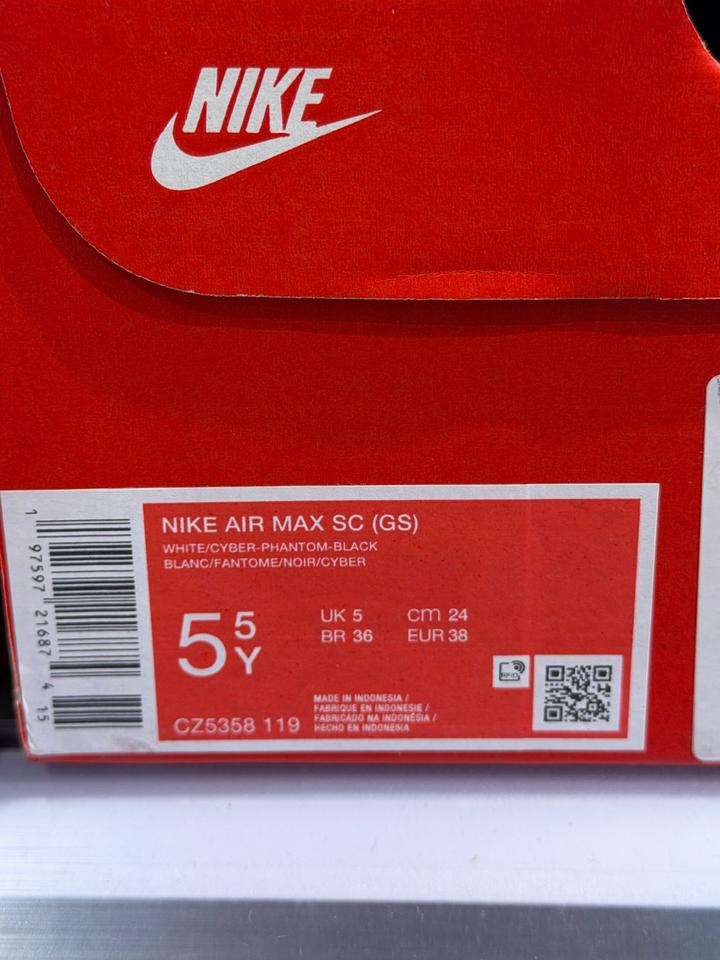 NIKE
NIKE AIR MAX SC (GS)
WHITE/CYBER-PHANTOM-BLACK
BLANC/FANTOME/NOIR/CYBER
5 5Y
UK 5 cm 24
BR 36 EUR 38
RFID
CZ5358 119
MADE IN INDONESIA /
FABRIQUE EN INDONESIE /
FABRICADO NA INDONÉSIA /
HECHO EN INDONESIA
1 97597 21687 4 15